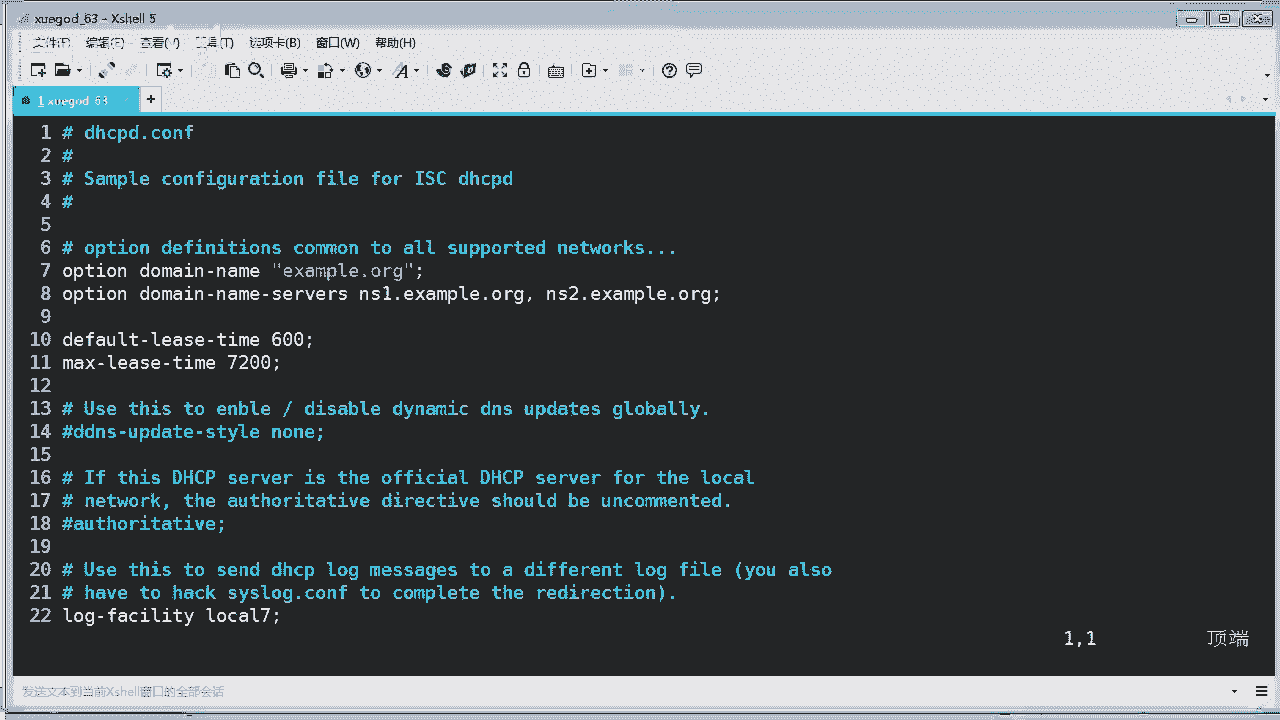 xuegod_63 - Xshell 5
文件(F) 编辑(E) 查看(V) 工具(T) 选项卡(B) 窗口(W) 帮助(H)
1 xuegod_63 +
1 # dhcpd.conf
2 #
3 # Sample configuration file for ISC dhcpd
4 #
5
6 # option definitions common to all supported networks...
7 option domain-name "example.org";
8 option domain-name-servers ns1.example.org, ns2.example.org;
9
10 default-lease-time 600;
11 max-lease-time 7200;
12
13 # Use this to enble / disable dynamic dns updates globally.
14 #ddns-update-style none;
15
16 # If this DHCP server is the official DHCP server for the local
17 # network, the authoritative directive should be uncommented.
18 #authoritative;
19
20 # Use this to send dhcp log messages to a different log file (you also
21 # have to hack syslog.conf to complete the redirection).
22 log-facility local7;
1,1 顶端
发送文本到当前Xshell窗口的全部会话